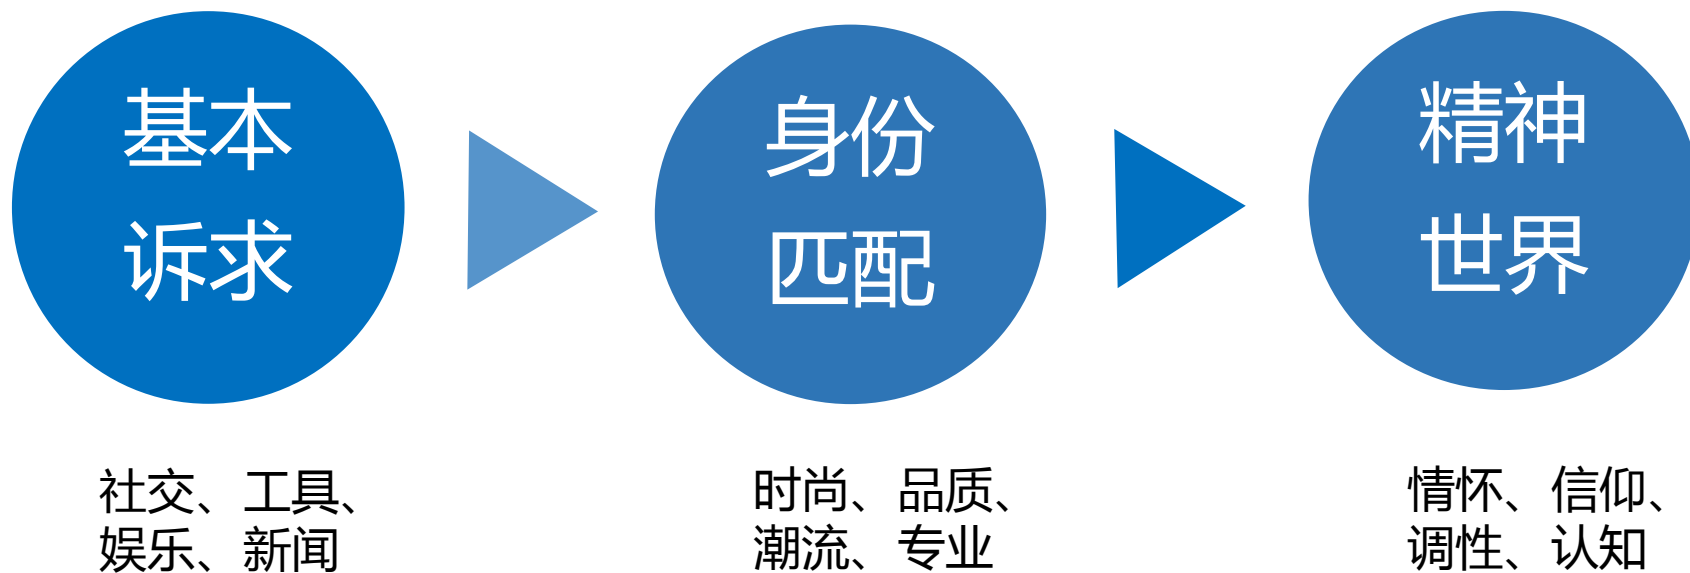 基本
诉求
身份
匹配
精神
世界
社交、工具、
娱乐、新闻
时尚、品质、
潮流、专业
情怀、信仰、
调性、认知